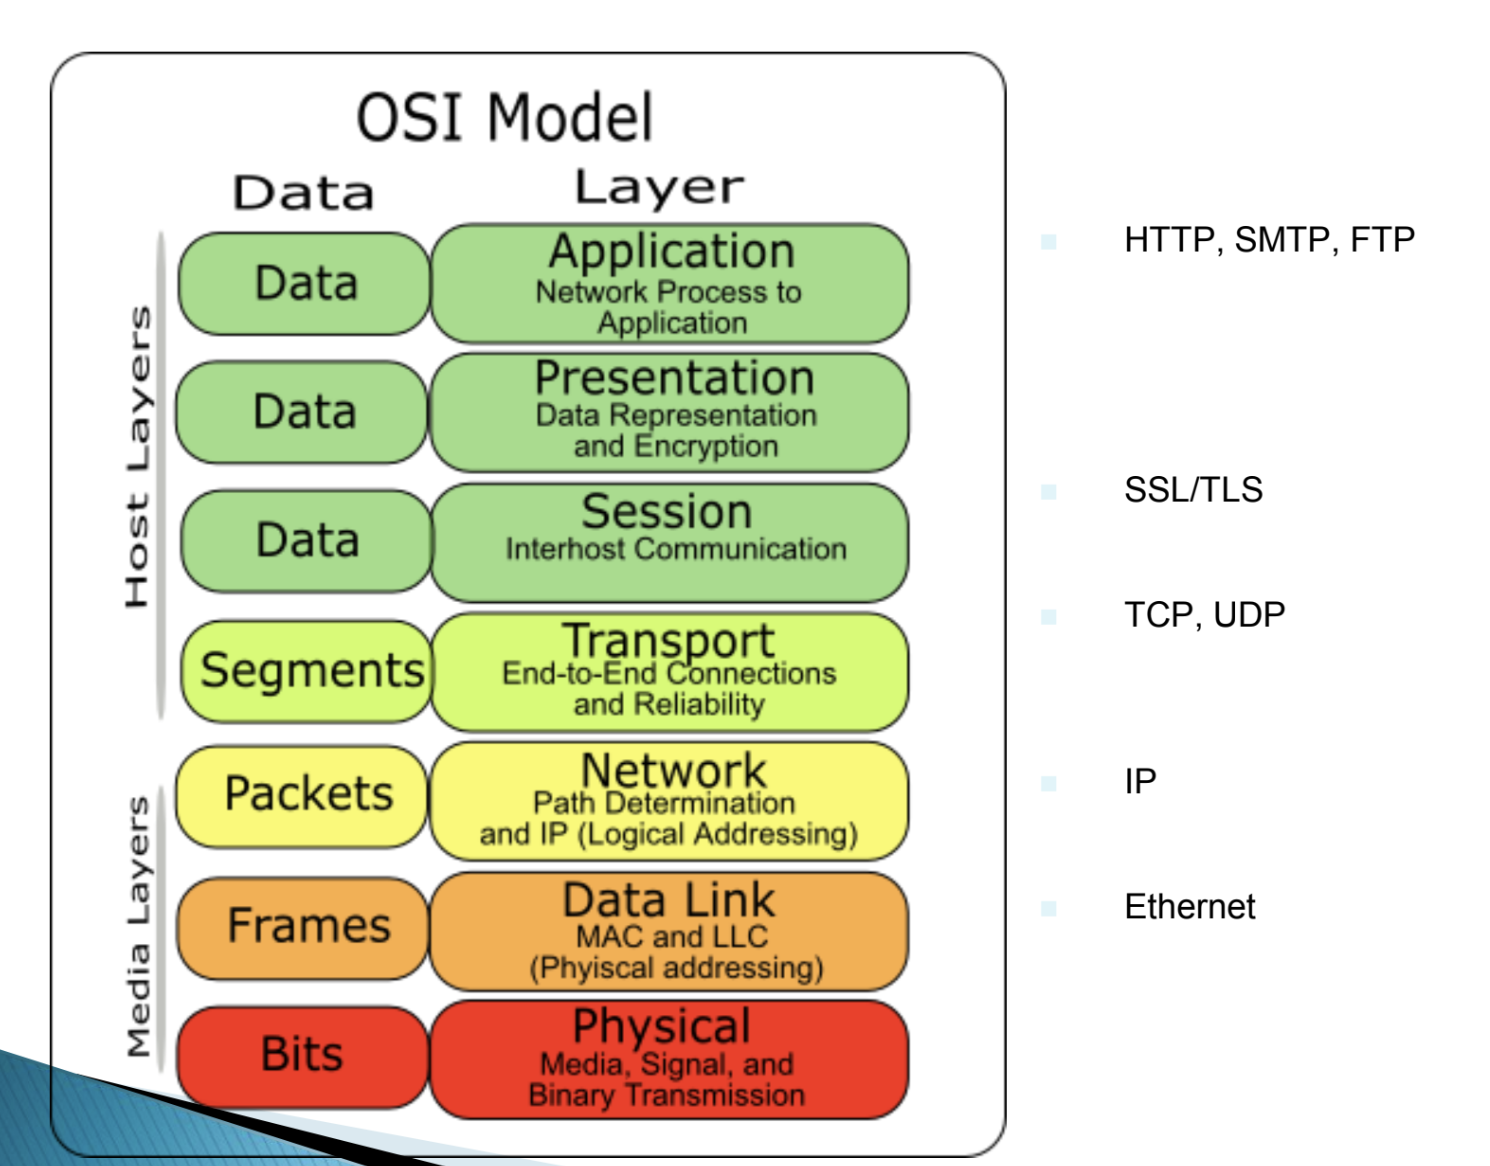 OSI Model
Data
Layer
Host Layers
Data
Application
Network Process to
Application
HTTP, SMTP, FTP
Data
Presentation
Data Representation
and Encryption
Data
Session
Interhost Communication
SSL/TLS
Segments
Transport
End-to-End Connections
and Reliability
TCP, UDP
Media Layers
Packets
Network
Path Determination
and IP (Logical Addressing)
IP
Frames
Data Link
MAC and LLC
(Phyiscal addressing)
Ethernet
Bits
Physical
Media, Signal, and
Binary Transmission